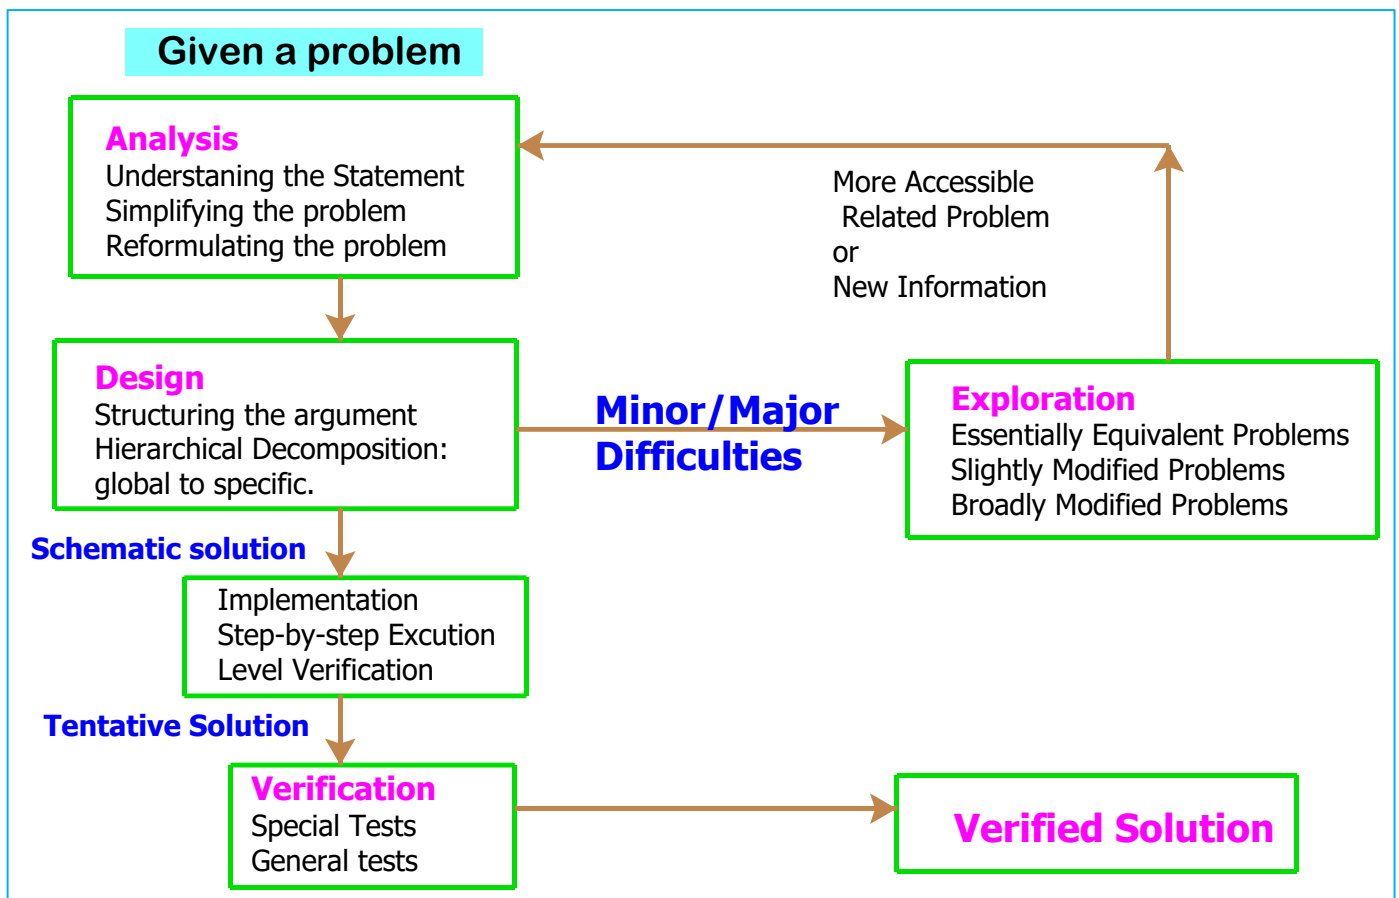 Given a problem
Analysis
Understaning the Statement
Simplifying the problem
Reformulating the problem
More Accessible
Related Problem
or
New Information
Design
Structuring the argument
Hierarchical Decomposition:
global to specific.
Minor/Major
Difficulties
Exploration
Essentially Equivalent Problems
Slightly Modified Problems
Broadly Modified Problems
Schematic solution
Implementation
Step-by-step Excution
Level Verification
Tentative Solution
Verification
Special Tests
General tests
Verified Solution